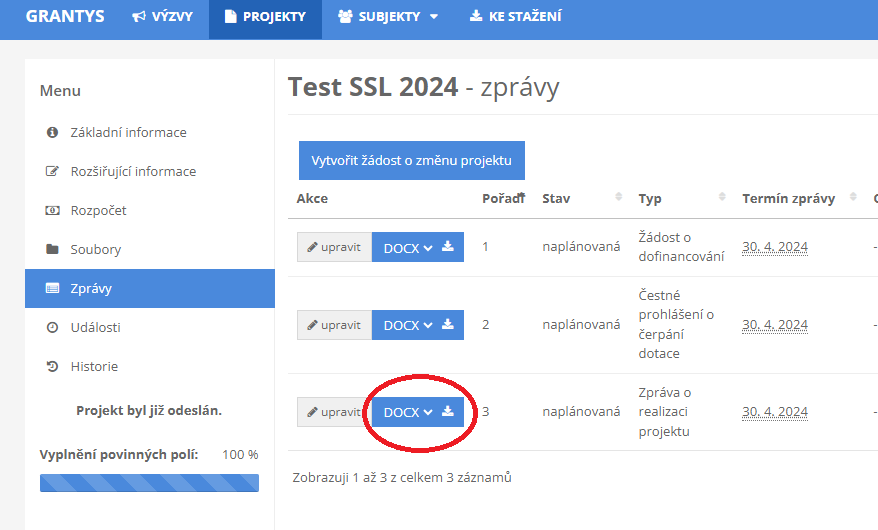 GRANTYS VÝZVY PROJEKTY SUBJEKTY KE STAŽENÍ
Menu
Základní informace
Rozšiřující informace
Rozpočet
Soubory
Zprávy
Události
Historie
Projekt byl již odeslán.
Vyplnění povinných polí: 100 %
Test SSL 2024 - zprávy
Vytvořit žádost o změnu projektu
Akce Pořadí Stav Typ Termín zprávy
upravit DOCX 1 naplánovaná Žádost o
dofinancování 30. 4. 2024 -
upravit DOCX 2 naplánovaná Čestné
prohlášení o
čerpání
dotace 30. 4. 2024 -
upravit DOCX 3 naplánovaná Zpráva o
realizaci
projektu 30. 4. 2024 -
Zobrazuji 1 až 3 z celkem 3 záznamů